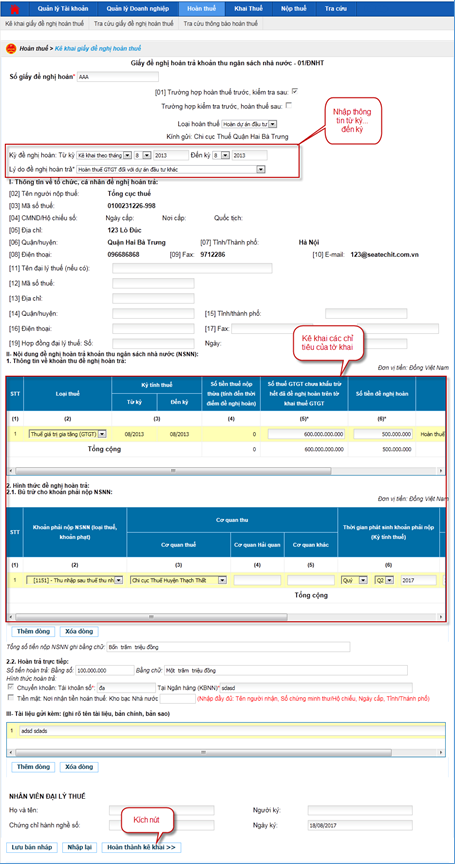 Quản lý Tài khoản Quản lý Doanh nghiệp Hoàn thuế Khai Thuế Nộp thuế Tra cứu
Kê khai giấy đề nghị hoàn thuế Tra cứu giấy đề nghị hoàn thuế Tra cứu thông báo hoàn thuế
Hoàn thuế > Kê khai giấy đề nghị hoàn thuế
Giấy đề nghị hoàn trả khoản thu ngân sách nhà nước - 01/ĐNHT
Số giấy đề nghị hoàn* AAA
[01] Trường hợp hoàn thuế trước, kiểm tra sau:
Trường hợp kiểm tra trước, hoàn thuế sau:
Loại hoàn thuế Hoàn dự án đầu tư
Kính gửi: Chi cục Thuế Quận Hai Bà Trưng
Nhập thông tin từ kỳ... đến kỳ
Kỳ đề nghị hoàn: Từ kỳ Kê khai theo tháng 8 2013 Đến kỳ 8 2013
Lý do đề nghị hoàn trả* Hoàn thuế GTGT đối với dự án đầu tư khác
I- Thông tin về tổ chức, cá nhân đề nghị hoàn trả:
[02] Tên người nộp thuế: Tổng cục thuế
[03] Mã số thuế: 0100231226-998
[04] CMND/Hộ chiếu số: Ngày cấp: Nơi cấp: Quốc tịch:
[05] Địa chỉ: 123 Lò Đúc
[06] Quận/huyện: Quận Hai Bà Trưng [07] Tỉnh/Thành phố: Hà Nội
[08] Điện thoại: 096686868 [09] Fax: 9712286 [10] E-mail: 123@seatechit.com.vn
[11] Tên đại lý thuế (nếu có):
[12] Mã số thuế:
[13] Địa chỉ:
[14] Quận/huyện: [15] Tỉnh/thành phố:
[16] Điện thoại: [17] Fax:
[19] Hợp đồng đại lý thuế: Số: Ngày:
Kê khai các chỉ tiêu của tờ khai
II- Nội dung đề nghị hoàn trả khoản thu ngân sách nhà nước (NSNN):
1. Thông tin về khoản thu đề nghị hoàn trả:
Đơn vị tiền: Đồng Việt Nam
STT Loại thuế Kỳ tính thuế Từ kỳ Đến kỳ Số tiền thuế nộp thừa (tính đến thời điểm đề nghị hoàn) Số thuế GTGT chưa khấu trừ hết đã đề nghị hoàn trên tờ khai thuế GTGT Số tiền đề nghị hoàn
(1) (2) (3) (4) (5)* (6)*
1 Thuế giá trị gia tăng (GTGT) 08/2013 08/2013 0 600.000.000.000 500.000.000 Hoàn thuế
Tổng cộng 0 600.000.000.000 500.000.000
2. Hình thức đề nghị hoàn trả:
2.1. Bù trừ cho khoản phải nộp NSNN:
Đơn vị tiền: Đồng Việt Nam
STT Khoản phải nộp NSNN (loại thuế, khoản phạt) Cơ quan thu Cơ quan thuế Cơ quan Hải quan Cơ quan khác Thời gian phát sinh khoản phải nộp (Kỳ tính thuế)
(1) (2) (3) (4) (5) (6)
1 [1151] - Thu nhập sau thuế thu nh Chi cục Thuế Huyện Thạch Thất Quý Q2 2017
Tổng cộng
Thêm dòng Xóa dòng
Tổng số tiền nộp NSNN ghi bằng chữ: Bốn trăm triệu đồng
2.2. Hoàn trả trực tiếp:
Số tiền hoàn trả: Bằng số: 100.000.000 Bằng chữ: Một trăm triệu đồng
Hình thức hoàn trả:
Chuyển khoản: Tài khoản số*: đa Tại Ngân hàng (KBNN)* sdasd
Tiền mặt: Nơi nhận tiền hoàn thuế: Kho bạc Nhà nước (Nhập đầy đủ: Tên người nhận, Số chứng minh thư/Hộ chiếu, Ngày cấp, Tỉnh/Thành phố)
III- Tài liệu gửi kèm: (ghi rõ tên tài liệu, bản chính, bản sao)
1 adsd sdads
Thêm dòng Xóa dòng
NHÂN VIÊN ĐẠI LÝ THUẾ
Họ và tên: Người ký:
Chứng chỉ hành nghề số: Ngày ký: 18/08/2017
Kích nút
Lưu bản nháp Nhập lại Hoàn thành kê khai >>